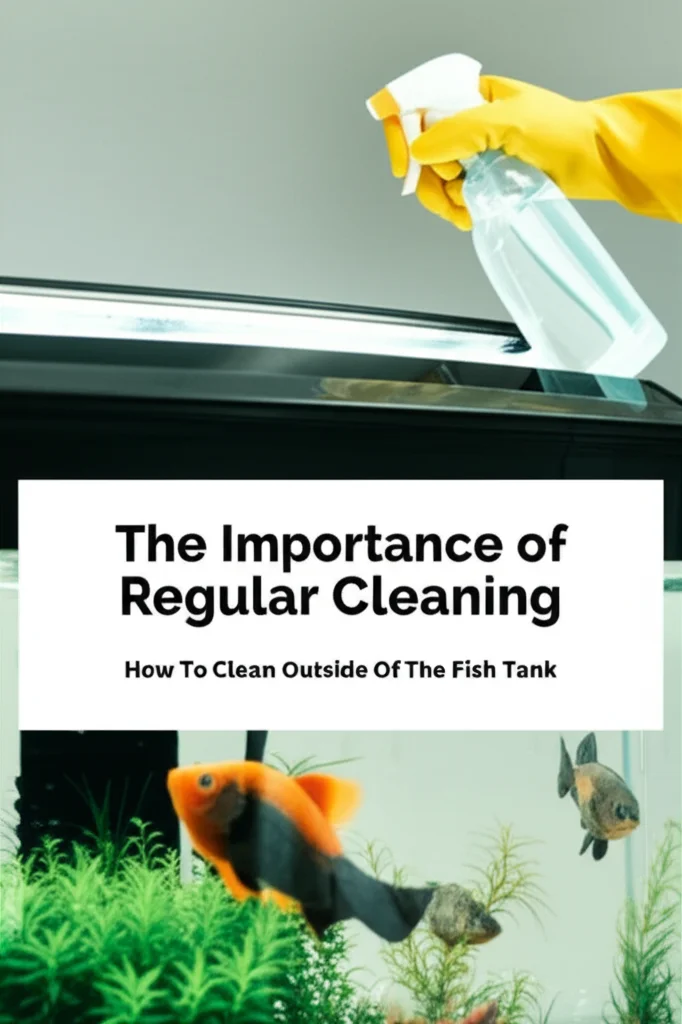 The Importance of
Regular Cleaning
How To Clean Outside Of The Fish Tank